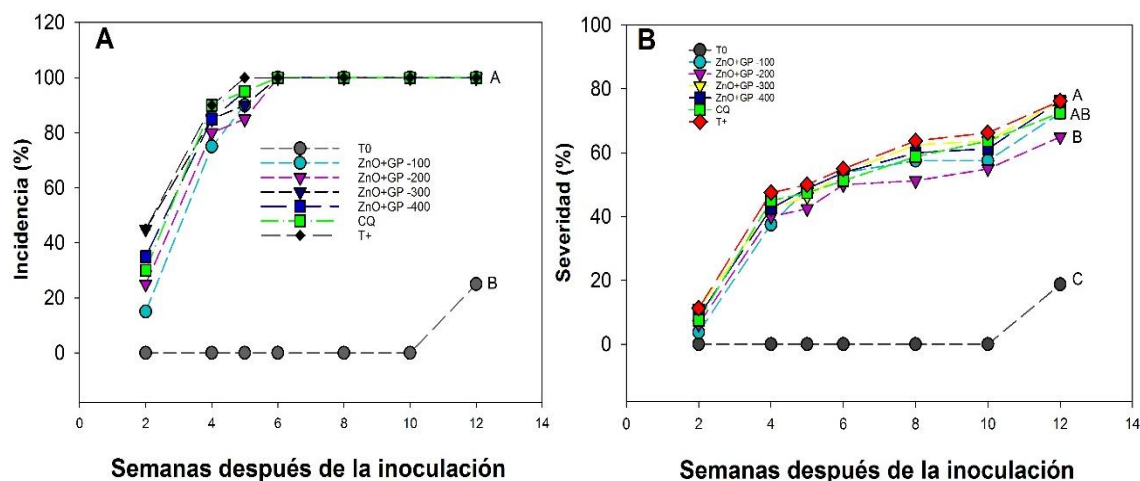 A
Incidencia (%)
120
100
80
60
40
20
0
T0
ZnO+GP -100
ZnO+GP -200
ZnO+GP -300
ZnO+GP -400
CQ
T+
A
B
0 2 4 6 8 10 12 14
Semanas después de la inoculación
B
Severidad (%)
100
80
60
40
20
0
T0
ZnO+GP -100
ZnO+GP -200
ZnO+GP -300
ZnO+GP -400
CQ
T+
A
AB
B
C
0 2 4 6 8 10 12 14
Semanas después de la inoculación